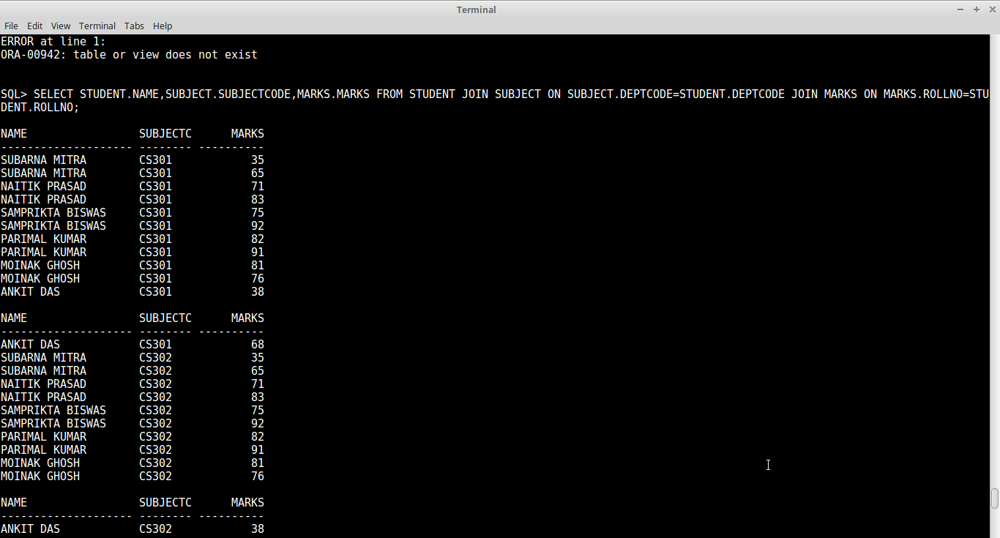 Terminal
File Edit View Terminal Tabs Help
ERROR at line 1:
ORA-00942: table or view does not exist
SQL> SELECT STUDENT.NAME,SUBJECT.SUBJECTCODE,MARKS.MARKS FROM STUDENT JOIN SUBJECT ON SUBJECT.DEPTCODE=STUDENT.DEPTCODE JOIN MARKS ON MARKS.ROLLNO=STU
DENT.ROLLNO;
NAME                 SUBJECTC      MARKS
-------------------- -------- ----------
SUBARNA MITRA        CS301            35
SUBARNA MITRA        CS301            65
NAITIK PRASAD        CS301            71
NAITIK PRASAD        CS301            83
SAMPRIKTA BISWAS     CS301            75
SAMPRIKTA BISWAS     CS301            92
PARIMAL KUMAR        CS301            82
PARIMAL KUMAR        CS301            91
MOINAK GHOSH         CS301            81
MOINAK GHOSH         CS301            76
ANKIT DAS            CS301            38
NAME                 SUBJECTC      MARKS
-------------------- -------- ----------
ANKIT DAS            CS301            68
SUBARNA MITRA        CS302            35
SUBARNA MITRA        CS302            65
NAITIK PRASAD        CS302            71
NAITIK PRASAD        CS302            83
SAMPRIKTA BISWAS     CS302            75
SAMPRIKTA BISWAS     CS302            92
PARIMAL KUMAR        CS302            82
PARIMAL KUMAR        CS302            91
MOINAK GHOSH         CS302            81
MOINAK GHOSH         CS302            76
NAME                 SUBJECTC      MARKS
-------------------- -------- ----------
ANKIT DAS            CS302            38